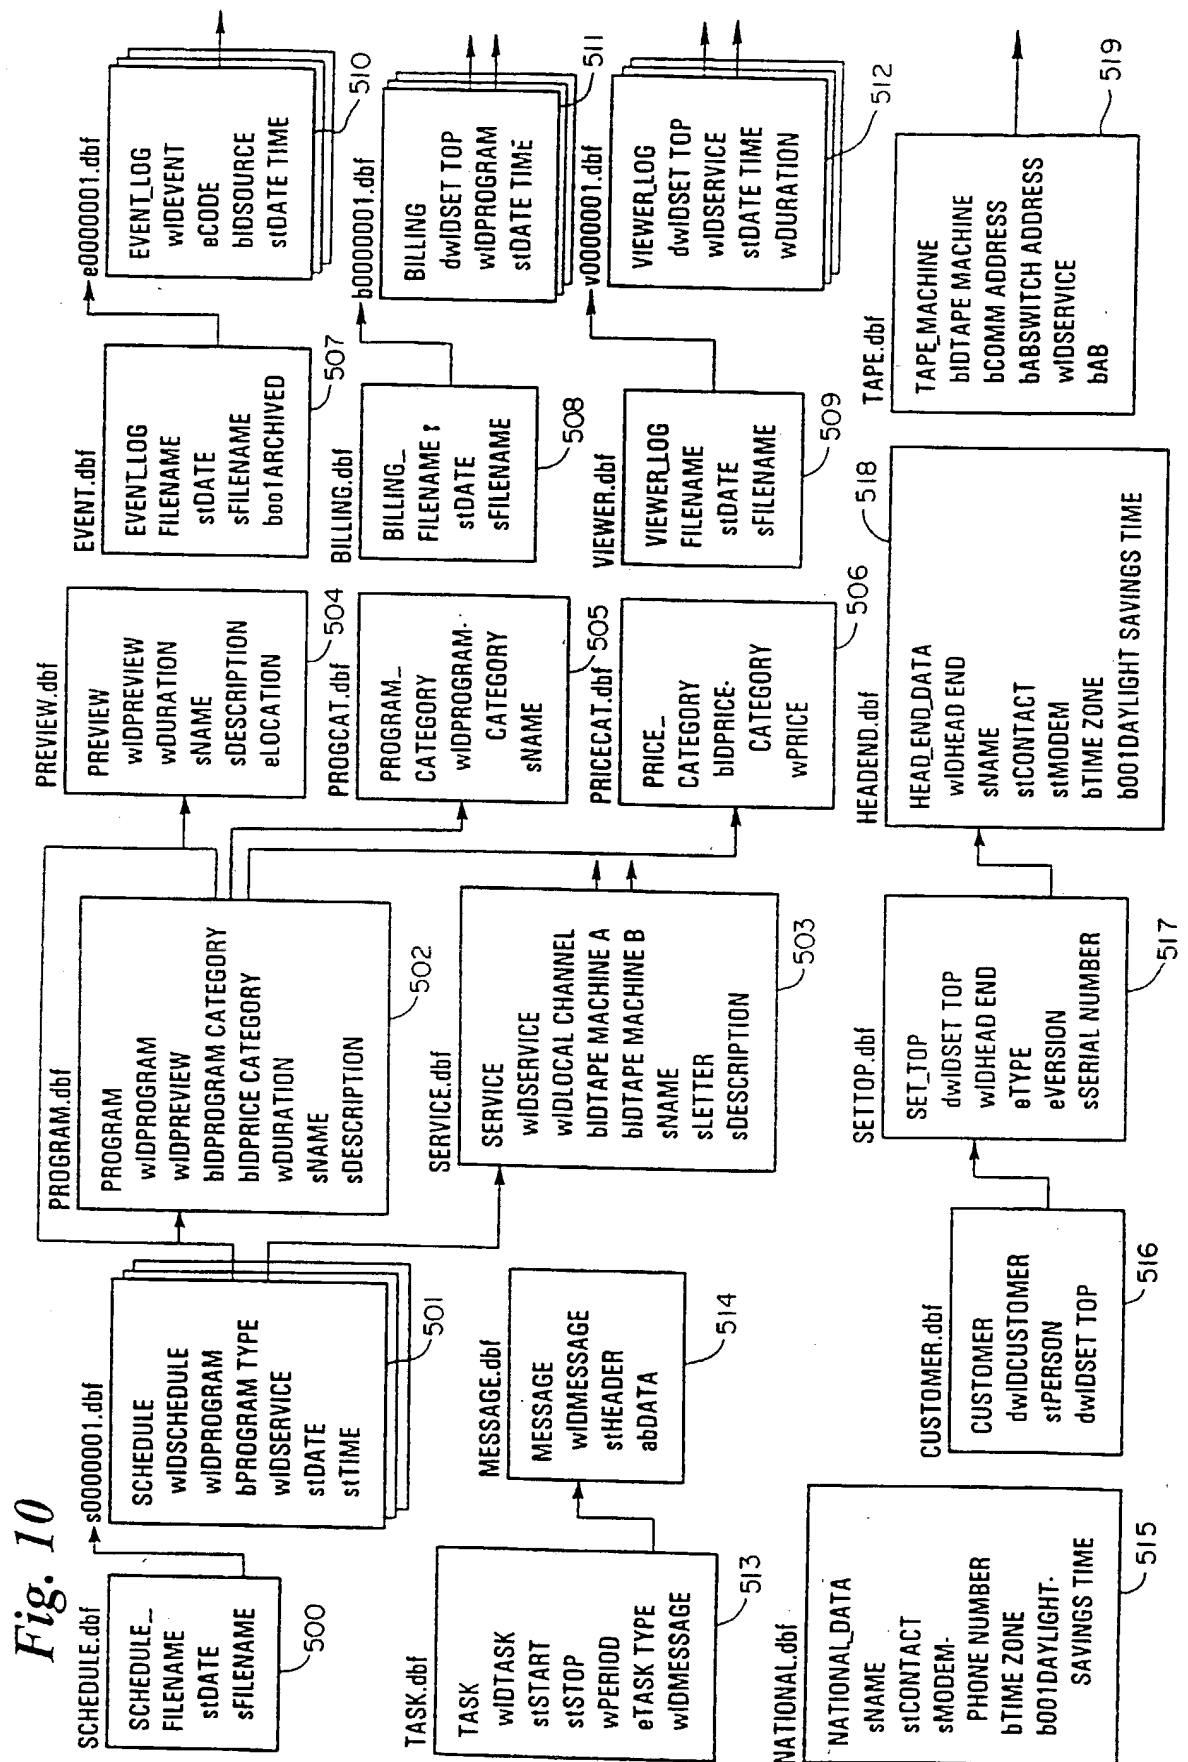 Fig. 10
SCHEDULE.dbf
SCHEDULE_
FILENAME
stDATE
sFILENAME
500
s0000001.dbf
SCHEDULE
wIDSCHEDULE
wIDPROGRAM
bPROGRAM TYPE
wIDSERVICE
stDATE
stTIME
501
PROGRAM.dbf
PROGRAM
wIDPROGRAM
wIDPREVIEW
bIDPROGRAM CATEGORY
bIDPRICE CATEGORY
wDURATION
sNAME
sDESCRIPTION
502
PREVIEW.dbf
PREVIEW
wIDPREVIEW
wDURATION
sNAME
sDESCRIPTION
eLOCATION
504
EVENT.dbf
EVENT_LOG
FILENAME
stDATE
sFILENAME
boo1ARCHIVED
507
e0000001.dbf
EVENT_LOG
wIDEVENT
eCODE
bIDSOURCE
stDATE TIME
510
PROGCAT.dbf
PROGRAM_
CATEGORY
wIDPROGRAM-
CATEGORY
sNAME
505
BILLING.dbf
BILLING_
FILENAME :
stDATE
sFILENAME
508
b0000001.dbf
BILLING
dwIDSET TOP
wIDPROGRAM
stDATE TIME
511
TASK.dbf
TASK
wIDTASK
stSTART
stSTOP
wPERIOD
eTASK TYPE
wIDMESSAGE
513
MESSAGE.dbf
MESSAGE
wIDMESSAGE
stHEADER
abDATA
514
SERVICE.dbf
SERVICE
wIDSERVICE
wIDLOCAL CHANNEL
bIDTAPE MACHINE A
bIDTAPE MACHINE B
sNAME
sLETTER
sDESCRIPTION
503
PRICECAT.dbf
PRICE_
CATEGORY
bIDPRICE-
CATEGORY
wPRICE
506
VIEWER.dbf
VIEWER_LOG
FILENAME
stDATE
sFILENAME
509
v0000001.dbf
VIEWER_LOG
dwIDSET TOP
wIDSERVICE
stDATE TIME
wDURATION
512
NATIONAL.dbf
NATIONAL_DATA
sNAME
stCONTACT
sMODEM-
PHONE NUMBER
bTIME ZONE
b001DAYLIGHT-
SAVINGS TIME
515
CUSTOMER.dbf
CUSTOMER
dwIDCUSTOMER
stPERSON
dwIDSET TOP
516
SETTOP.dbf
SET_TOP
dwIDSET TOP
wIDHEAD END
eTYPE
eVERSION
sSERIAL NUMBER
517
HEADEND.dbf
HEAD_END_DATA
wIDHEAD END
sNAME
stCONTACT
stMODEM
bTIME ZONE
b001DAYLIGHT SAVINGS TIME
518
TAPE.dbf
TAPE_MACHINE
bIDTAPE MACHINE
bCOMM ADDRESS
bABSWITCH ADDRESS
wIDSERVICE
bAB
519